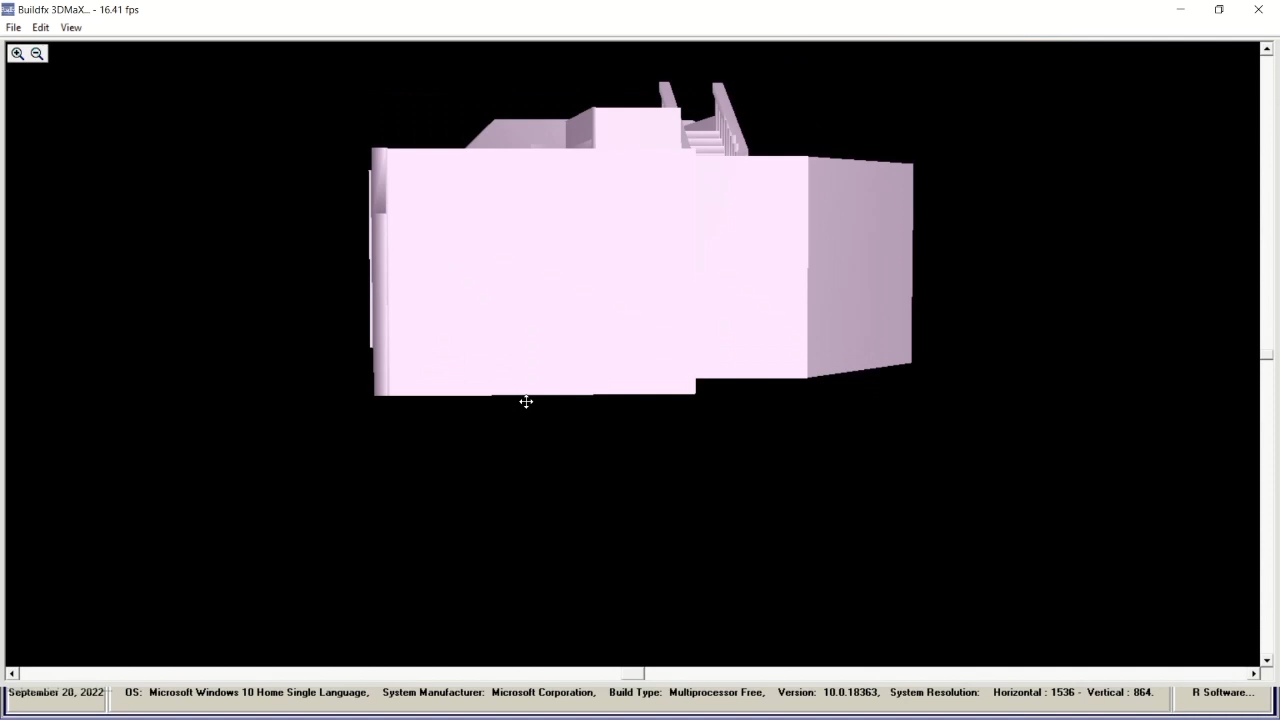 Buildfx 3DMaX... - 16.41 fps
File Edit View
September 20, 2022 OS: Microsoft Windows 10 Home Single Language, System Manufacturer: Microsoft Corporation, Build Type: Multiprocessor Free, Version: 10.0.18363, System Resolution: Horizontal : 1536 - Vertical : 864. R Software...